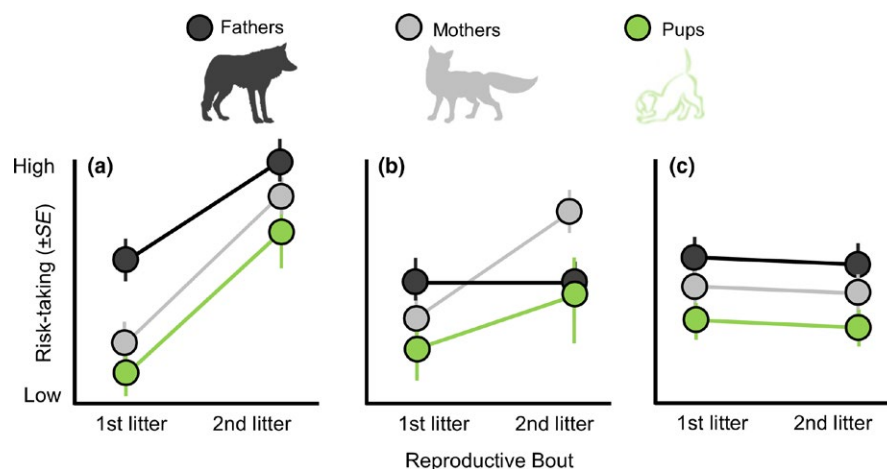 Fathers
Mothers
Pups
High
(a)
(b)
(c)
Risk-taking (±SE)
Low
1st litter
2nd litter
1st litter
2nd litter
1st litter
2nd litter
Reproductive Bout